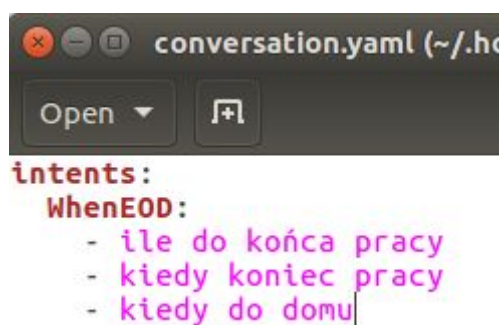 conversation.yaml (~/.ho
Open
intents:
  WhenEOD:
    - ile do końca pracy
    - kiedy koniec pracy
    - kiedy do domu